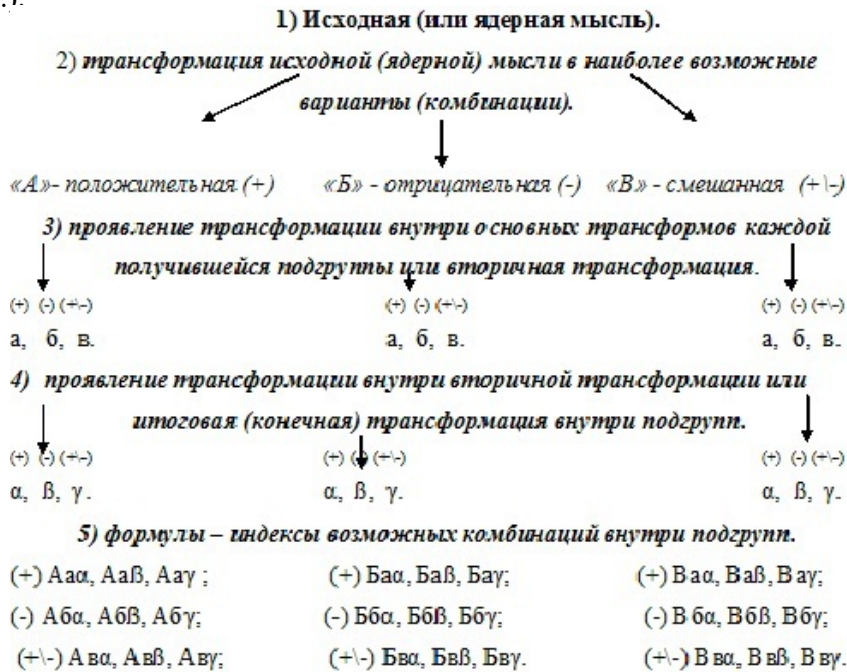 1) Исходная (или ядерная мысль).
2) трансформация исходной (ядерной) мысли в наиболее возможные
варианты (комбинации).
«А»- положительная (+) «Б» - отрицательная (-) «В» - смешанная (+\-)
3) проявление трансформации внутри основных трансформов каждой
получившейся подгруппы или вторичная трансформация.
(+) (-) (+\-) (+) (-) (+\-) (+) (-) (+\-)
а, б, в. а, б, в. а, б, в.
4) проявление трансформации внутри вторичной трансформации или
итоговая (конечная) трансформация внутри подгрупп.
(+) (-) (+\-) (+) (-) (+\-) (+) (-) (+\-)
α, ß, γ. α, ß, γ. α, ß, γ.
5) формулы – индексы возможных комбинаций внутри подгрупп.
(+) Ааα, Ааß, Ааγ ; (+) Баα, Баß, Баγ; (+) Ваα, Ваß, Ваγ;
(-) Абα, Абß, Абγ; (-) Ббα, Ббß, Ббγ; (-) Вбα, Вбß, Вбγ;
(+\-) Авα, Авß, Авγ; (+\-) Бвα, Бвß, Бвγ. (+\-) Ввα, Ввß, Ввγ.